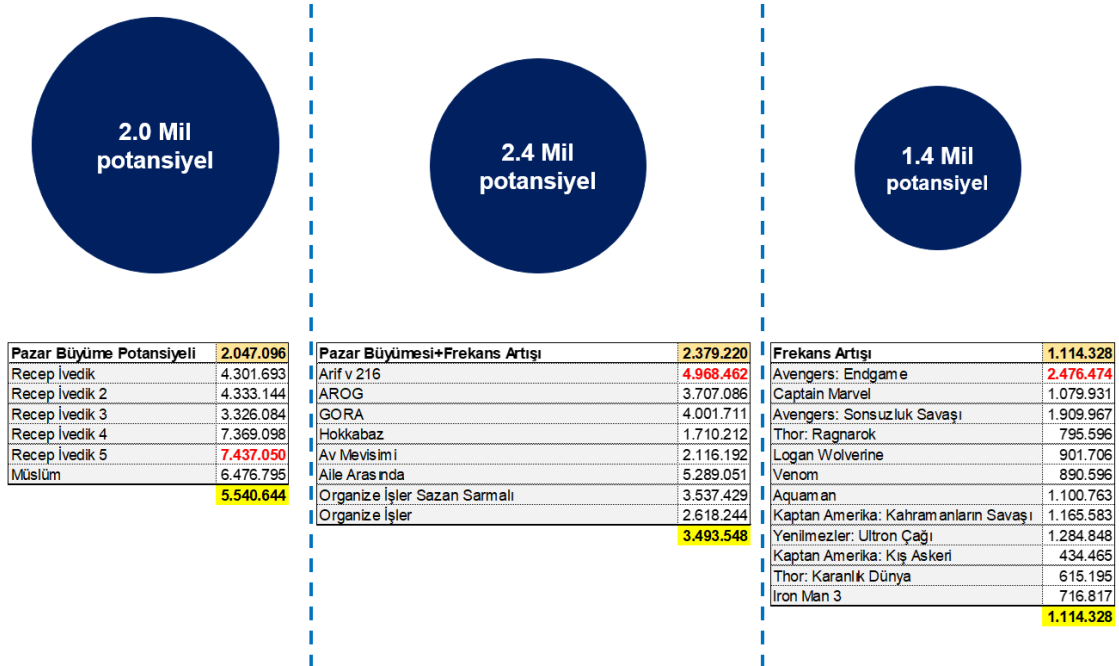 2.0 Mil
potansiyel
2.4 Mil
potansiyel
1.4 Mil
potansiyel
Pazar Büyüme Potansiyeli 2.047.096
Recep İvedik 4.301.693
Recep İvedik 2 4.333.144
Recep İvedik 3 3.326.084
Recep İvedik 4 7.369.098
Recep İvedik 5 7.437.050
Müslüm 6.476.795
5.540.644
Pazar Büyümesi+Frekans Artışı 2.379.220
Arif v 216 4.968.462
AROG 3.707.086
GORA 4.001.711
Hokkabaz 1.710.212
Av Mevisimi 2.116.192
Aile Arasında 5.289.051
Organize İşler Sazan Sarmalı 3.537.429
Organize İşler 2.618.244
3.493.548
Frekans Artışı 1.114.328
Avengers: Endgame 2.476.474
Captain Marvel 1.079.931
Avengers: Sonsuzluk Savaşı 1.909.967
Thor: Ragnarok 795.596
Logan Wolverine 901.706
Venom 890.596
Aquaman 1.100.763
Kaptan Amerika: Kahramanların Savaşı 1.165.583
Yenilmezler: Ultron Çağı 1.284.848
Kaptan Amerika: Kış Askeri 434.465
Thor: Karanlık Dünya 615.195
Iron Man 3 716.817
1.114.328